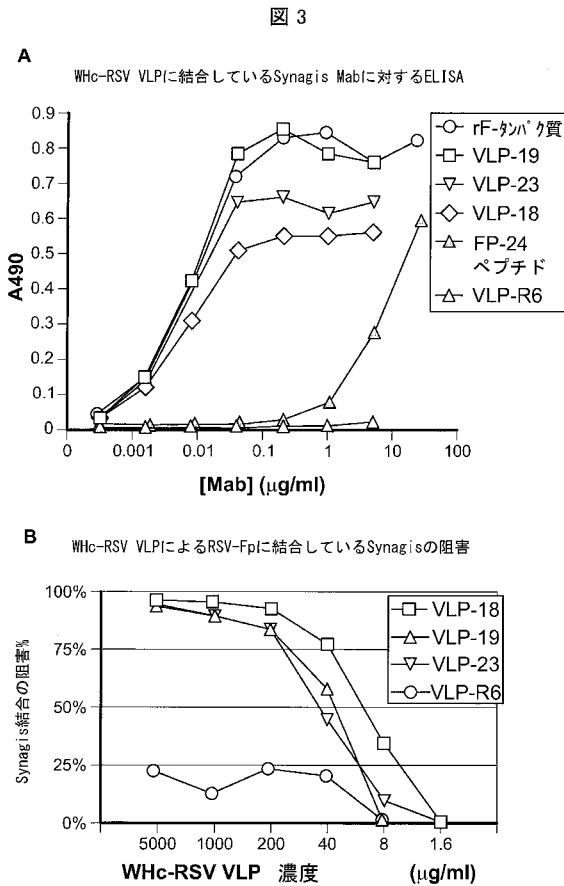 図 3
A
WHc-RSV VLPに結合しているSynagis Mabに対するELISA
0.9
0.8
0.7
0.6
0.5
0.4
0.3
0.2
0.1
0
A490
0
0.001
0.01
0.1
1
10
100
[Mab] (μg/ml)
rF-タンパク質
VLP-19
VLP-23
VLP-18
FP-24
ペプチド
VLP-R6
B
WHc-RSV VLPによるRSV-Fpに結合しているSynagisの阻害
100%
75%
50%
25%
0%
Synagis結合の阻害%
VLP-18
VLP-19
VLP-23
VLP-R6
5000
1000
200
40
8
1.6
WHc-RSV VLP 濃度 (μg/ml)